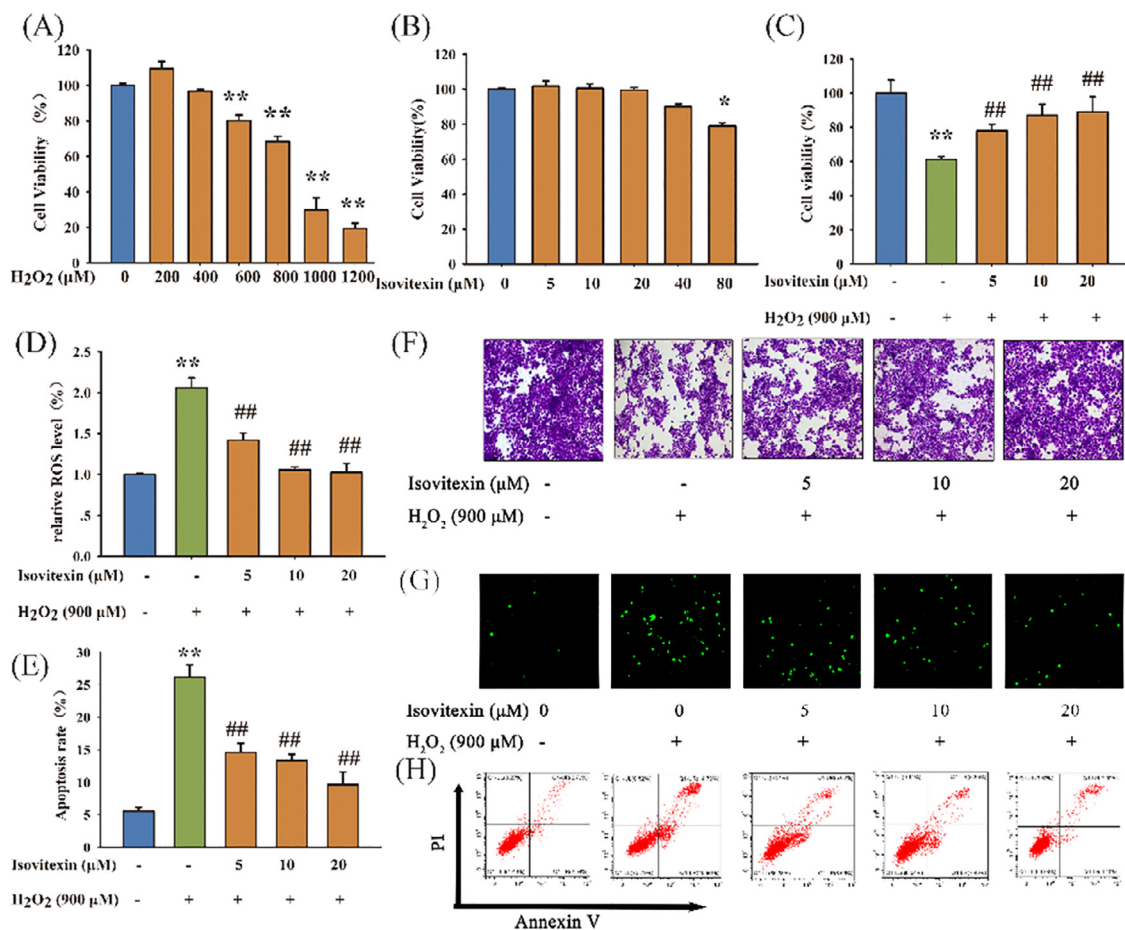 (A)
120
100
80
60
40
20
0
Cell Viability (%)
** ** ** **
H2O2 (μM)
0 200 400 600 800 1000 1200
(B)
120
100
80
60
40
20
0
Cell Viability(%)
*
Isovitexin (μM)
0 5 10 20 40 80
(C)
120
100
80
60
40
20
0
Cell viability (%)
** ## ## ##
Isovitexin (μM) - - 5 10 20
H2O2 (900 μM) - + + + +
(D)
2.5
2.0
1.5
1.0
.5
0.0
relative ROS level (%)
** ## ## ##
Isovitexin (μM) - - 5 10 20
H2O2 (900 μM) - + + + +
(E)
30
25
20
15
10
5
0
Apoptosis rate (%)
** ## ## ##
Isovitexin (μM) - - 5 10 20
H2O2 (900 μM) - + + + +
(F)
Isovitexin (μM) - - 5 10 20
H₂O₂ (900 μM) - + + + +
(G)
Isovitexin (μM) 0 0 5 10 20
H₂O₂ (900 μM) - + + + +
(H)
PI
Annexin V